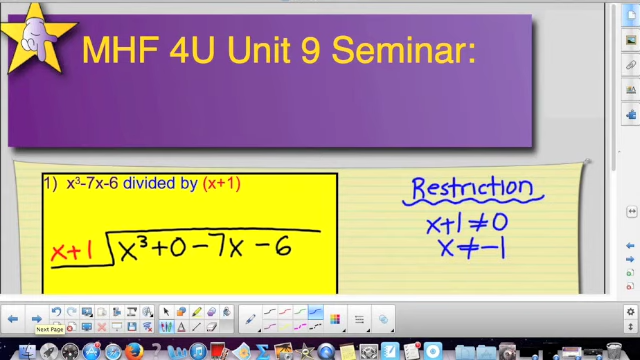 MHF 4U Unit 9 Seminar:
1) x³-7x-6 divided by (x+1)
x+1 x³+0-7x-6
Restriction
x+1≠0
x≠-1
Next Page